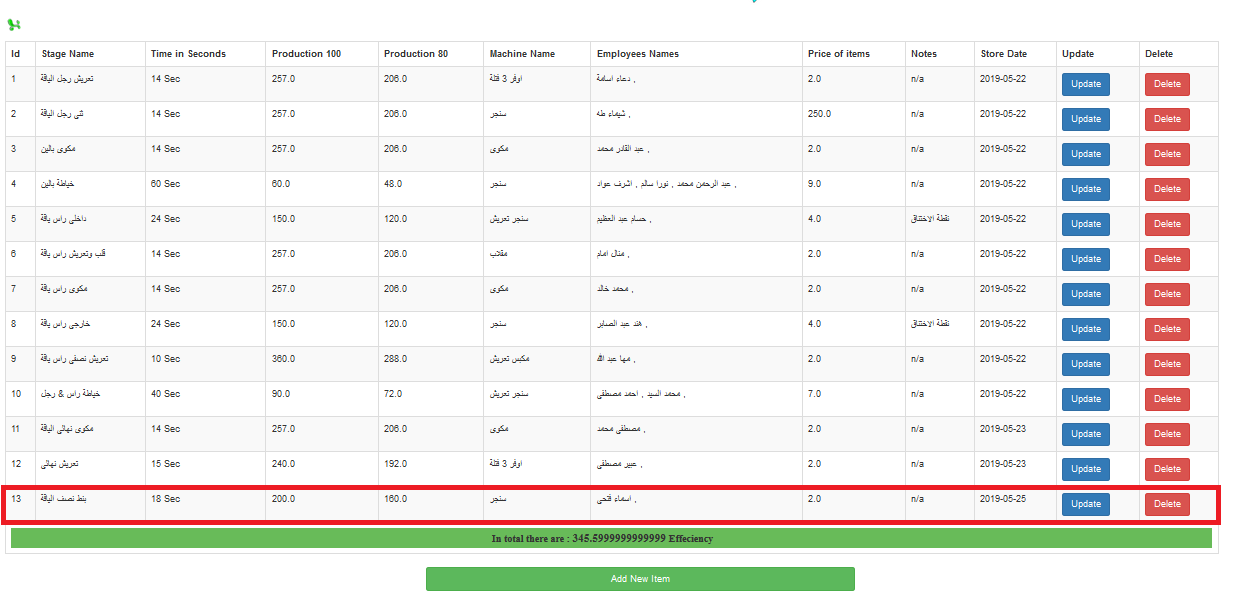 Id Stage Name Time in Seconds Production 100 Production 80 Machine Name Employees Names Price of items Notes Store Date Update Delete
1 تعريش رجل الياقة 14 Sec 257.0 206.0 اوفر 3 فتلة , دعاء اسامة 2.0 n/a 2019-05-22 Update Delete
2 ثنى رجل الياقة 14 Sec 257.0 206.0 سنجر , شيماء طه 250.0 n/a 2019-05-22 Update Delete
3 مكوى بالين 14 Sec 257.0 206.0 مكوى , عبد القادر محمد 2.0 n/a 2019-05-22 Update Delete
4 خياطة بالين 60 Sec 60.0 48.0 سنجر , عبد الرحمن محمد , نورا سالم , اشرف عواد 9.0 n/a 2019-05-22 Update Delete
5 داخلى راس ياقة 24 Sec 150.0 120.0 سنجر تعريش , حسام عبد العظيم 4.0 نقطة الاختناق n/a 2019-05-22 Update Delete
6 قلب وتعريش راس ياقة 14 Sec 257.0 206.0 مقلاب , منال امام 2.0 n/a 2019-05-22 Update Delete
7 مكوى راس ياقة 14 Sec 257.0 206.0 مكوى , محمد خالد 2.0 n/a 2019-05-22 Update Delete
8 خارجى راس ياقة 24 Sec 150.0 120.0 سنجر , هند عبد الصابر 4.0 نقطة الاختناق n/a 2019-05-22 Update Delete
9 تعريش نصفى راس ياقة 10 Sec 360.0 288.0 مكبس تعريش , مها عبد الله 2.0 n/a 2019-05-22 Update Delete
10 خياطة راس & رجل 40 Sec 90.0 72.0 سنجر تعريش , محمد السيد , احمد مصطفى 7.0 n/a 2019-05-22 Update Delete
11 مكوى نهائى الياقة 14 Sec 257.0 206.0 مكوى , مصطفى محمد 2.0 n/a 2019-05-23 Update Delete
12 تعريش نهائى 15 Sec 240.0 192.0 اوفر 3 فتلة , عبير مصطفى 2.0 n/a 2019-05-23 Update Delete
13 بنط نصف الياقة 18 Sec 200.0 160.0 سنجر , اسماء فتحى 2.0 n/a 2019-05-25 Update Delete
In total there are : 345.5999999999999 Effeciency
Add New Item